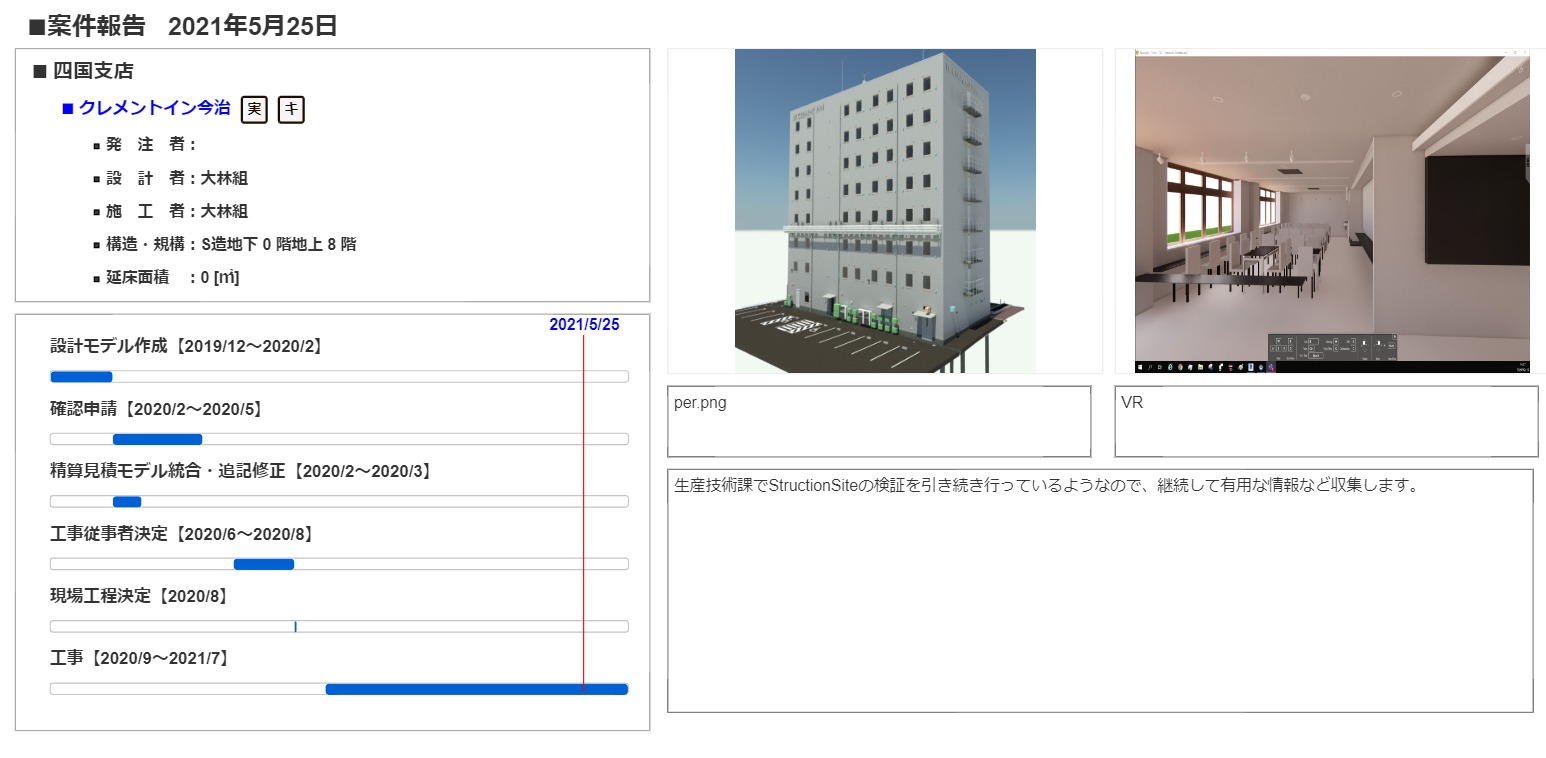 ■案件報告　2021年5月25日
■ 四国支店
■ クレメントイン今治 実 キ
▪ 発　注　者 :
▪ 設　計　者 : 大林組
▪ 施　工　者 : 大林組
▪ 構造・規構 : S造地下 0 階地上 8 階
▪ 延床面積　: 0 [㎡]
2021/5/25
設計モデル作成【2019/12～2020/2】
確認申請【2020/2～2020/5】
精算見積モデル統合・追記修正【2020/2～2020/3】
工事従事者決定【2020/6～2020/8】
現場工程決定【2020/8】
工事【2020/9～2021/7】
per.png
VR
生産技術課でStructionSiteの検証を引き続き行っているようなので、継続して有用な情報など収集します。